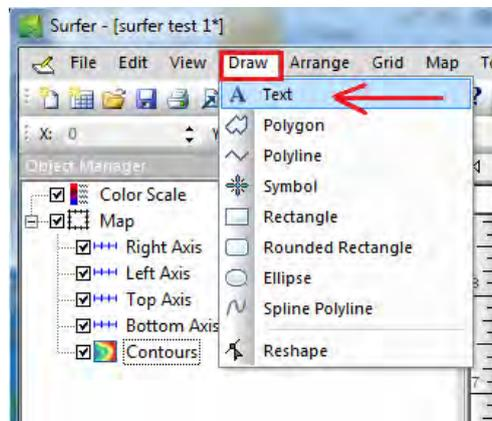 Surfer - [surfer test 1*]
File Edit View Draw Arrange Grid Map
A Text
X: 0
Object Manager
Polygon
Polyline
Symbol
Rectangle
Rounded Rectangle
Ellipse
Spline Polyline
Reshape
Color Scale
Map
Right Axis
Left Axis
Top Axis
Bottom Axis
Contours